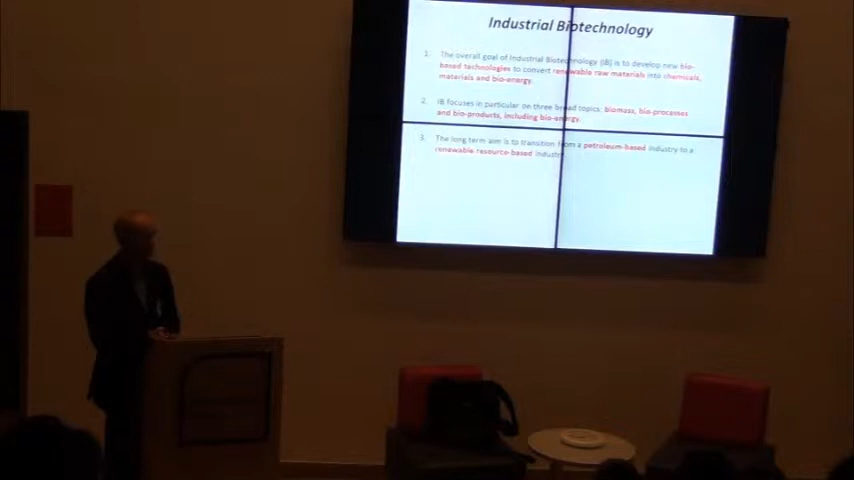 Industrial Biotechnology
1. The overall goal of Industrial Biotechnology (IB) is to develop new bio-
based technologies to convert renewable raw materials into chemicals,
materials and bio-energy.
2. IB focuses in particular on three broad topics: biomass, bio-processes
and bio-products, including bio-energy.
3. The long term aim is to transition from a petroleum-based industry to a
renewable resource-based industry.